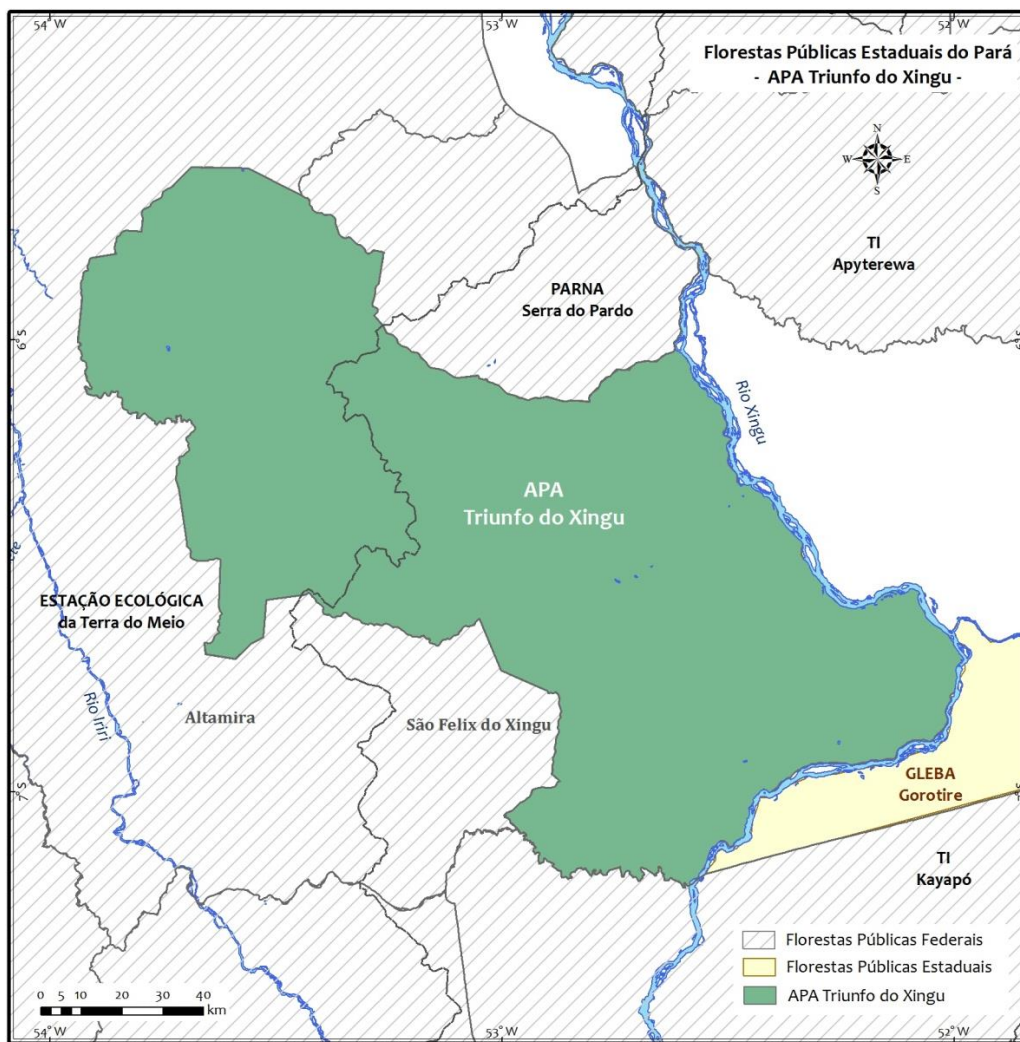 54°W
53°W
52°W
Florestas Públicas Estaduais do Pará
- APA Triunfo do Xingu -
N
W E
S
TI
Apyterewa
PARNA
Serra do Pardo
6°S
6°S
Rio Xingu
APA
Triunfo do Xingu
ESTAÇÃO ECOLÓGICA
da Terra do Meio
Rio Iriri
Altamira
São Felix do Xingu
GLEBA
Gorotire
7°S
TI
Kayapó
Florestas Públicas Federais
Florestas Públicas Estaduais
APA Triunfo do Xingu
0 5 10 20 30 40
km
54°W
53°W
52°W